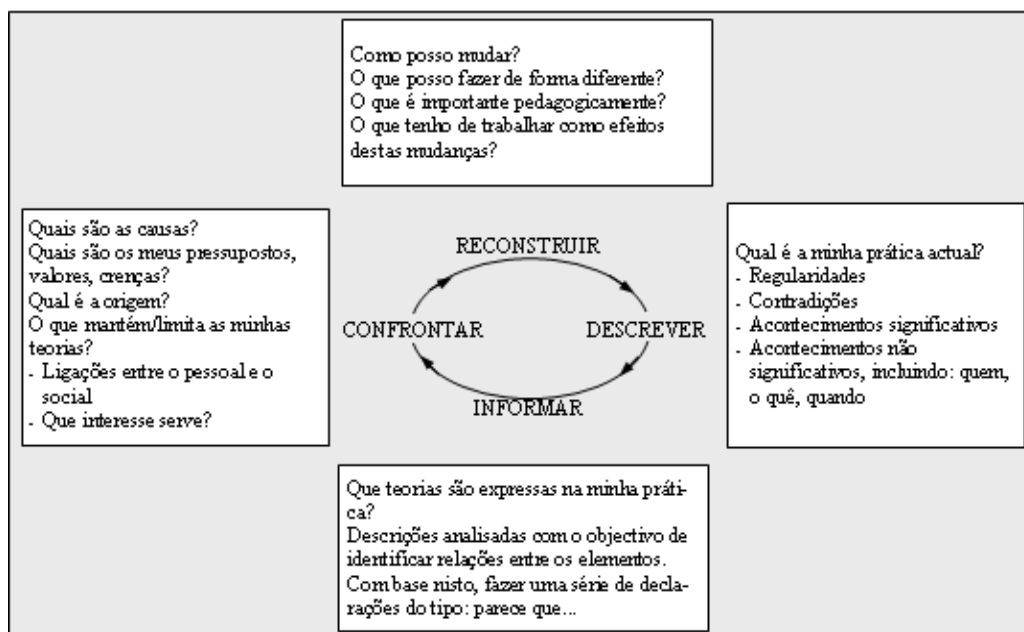 Como posso mudar?
O que posso fazer de forma diferente?
O que é importante pedagogicamente?
O que tenho de trabalhar como efeitos
destas mudanças?
Quais são as causas?
Quais são os meus pressupostos,
valores, crenças?
Qual é a origem?
O que mantém/limita as minhas
teorias?
- Ligações entre o pessoal e o
social
- Que interesse serve?
RECONSTRUIR
CONFRONTAR
DESCREVER
INFORMAR
Qual é a minha prática actual?
- Regularidades
- Contradições
- Acontecimentos significativos
- Acontecimentos não
significativos, incluindo: quem,
o quê, quando
Que teorias são expressas na minha práti-
ca?
Descrições analisadas com o objectivo de
identificar relações entre os elementos.
Com base nisto, fazer uma série de decla-
rações do tipo: parece que...